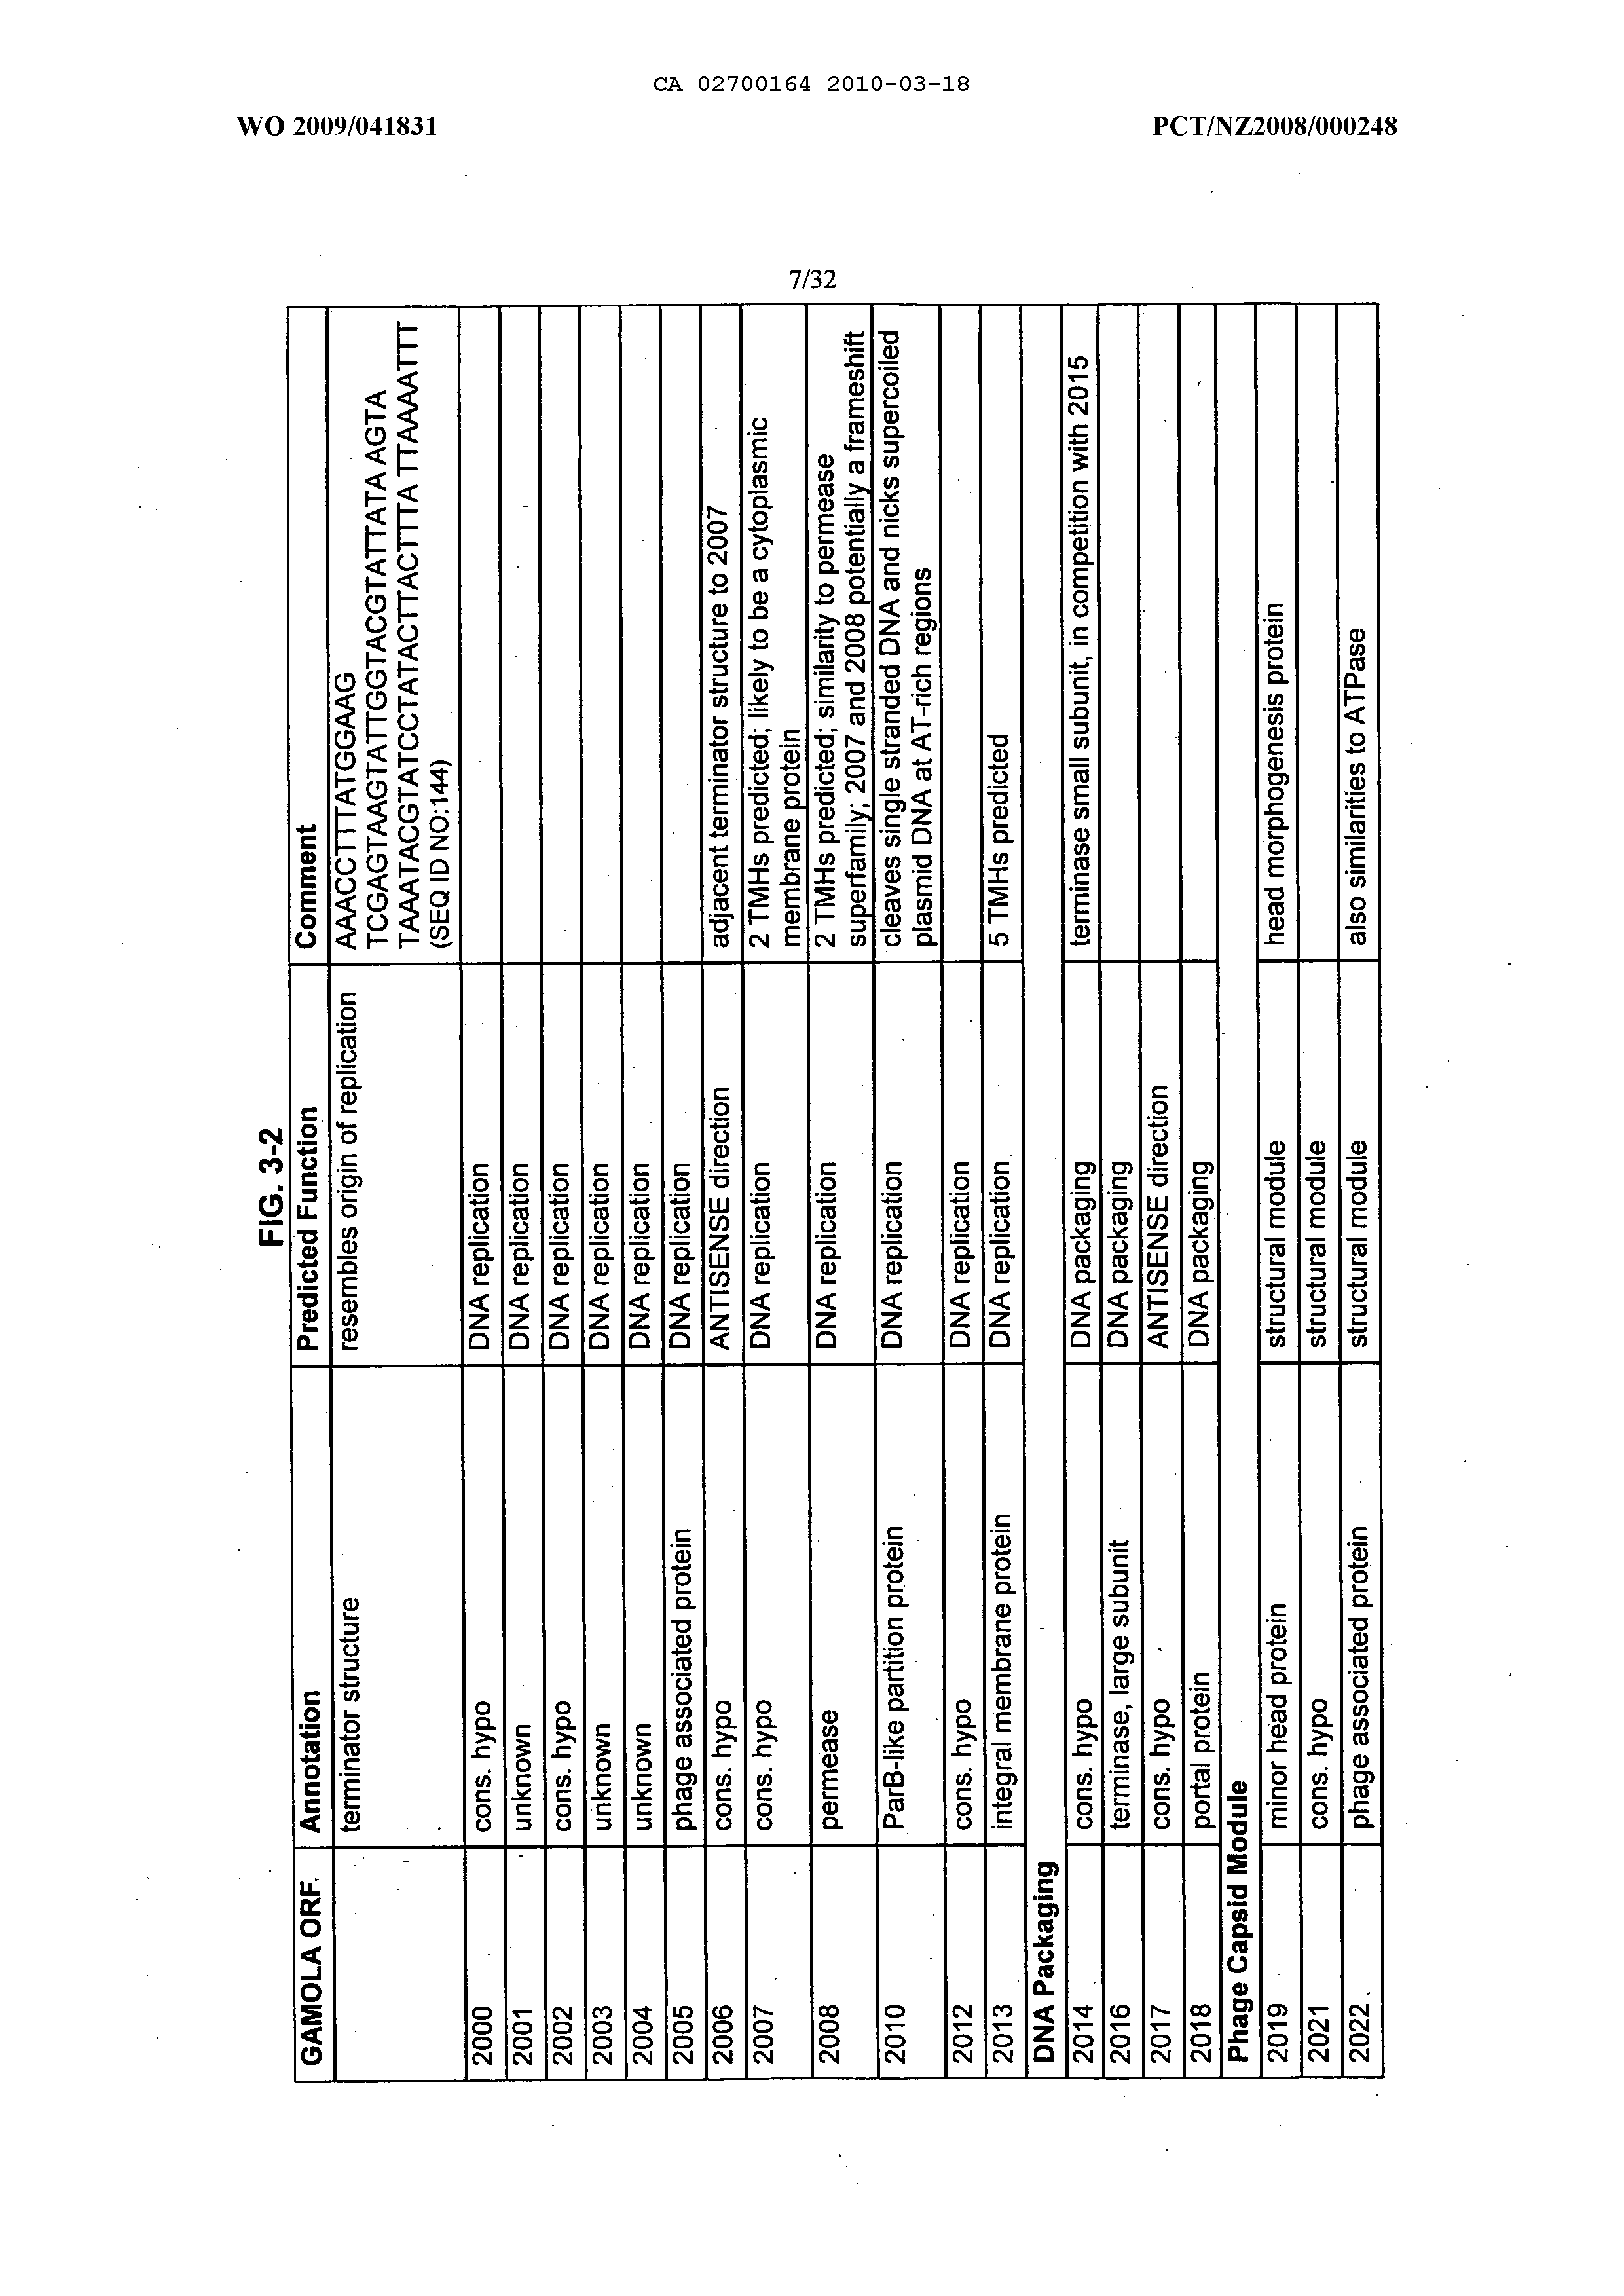 CA 02700164 2010-03-18
WO 2009/041831 PCT/NZ2008/000248
7/32
FIG. 3-2
GAMOLA ORF. Annotation Predicted Function Comment
terminator structure resembles origin of replication AAACCTTTATGGAAG
TCGAGTAAGTATTGGTACGTATTATA AGTA
TAAATACGTATCCTATACTTACTTTA TTAAAATTT
(SEQ ID NO:144)
2000 cons. hypo DNA replication
2001 unknown DNA replication
2002 cons. hypo DNA replication
2003 unknown DNA replication
2004 unknown DNA replication
2005 phage associated protein DNA replication
2006 cons. hypo ANTISENSE direction adjacent terminator structure to 2007
2007 cons. hypo DNA replication 2 TMHs predicted; likely to be a cytoplasmic
membrane protein
2008 permease DNA replication 2 TMHs predicted; similarity to permease
superfamily; 2007 and 2008 potentially a frameshift
2010 ParB-like partition protein DNA replication cleaves single stranded DNA and nicks supercoiled
plasmid DNA at AT-rich regions
2012 cons. hypo DNA replication
2013 integral membrane protein DNA replication 5 TMHs predicted
DNA Packaging
2014 cons. hypo DNA packaging terminase small subunit, in competition with 2015
2016 terminase, large subunit DNA packaging
2017 cons. hypo ANTISENSE direction
2018 portal protein DNA packaging
Phage Capsid Module
2019 minor head protein structural module head morphogenesis protein
2021 cons. hypo structural module
2022 phage associated protein structural module also similarities to ATPase